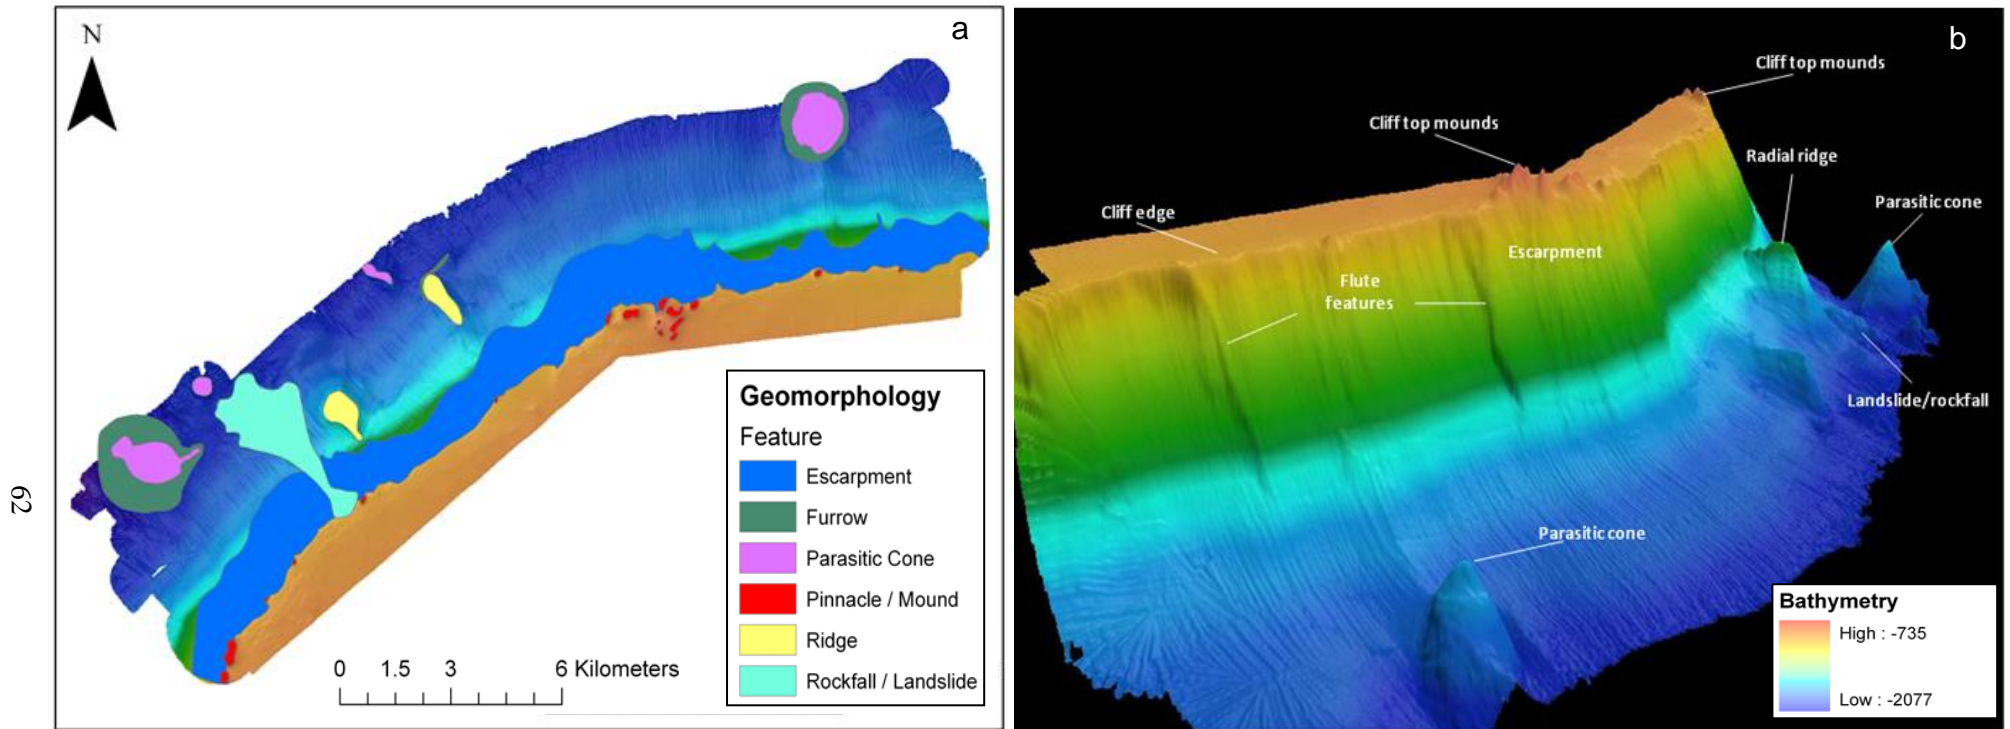 62
a
N
Geomorphology
Feature
Escarpment
Furrow
Parasitic Cone
Pinnacle / Mound
Ridge
Rockfall / Landslide
0 1.5 3 6 Kilometers
b
Cliff top mounds
Cliff top mounds
Radial ridge
Parasitic cone
Cliff edge
Escarpment
Flute
features
Landslide/rockfall
Parasitic cone
Bathymetry
High : -735
Low : -2077